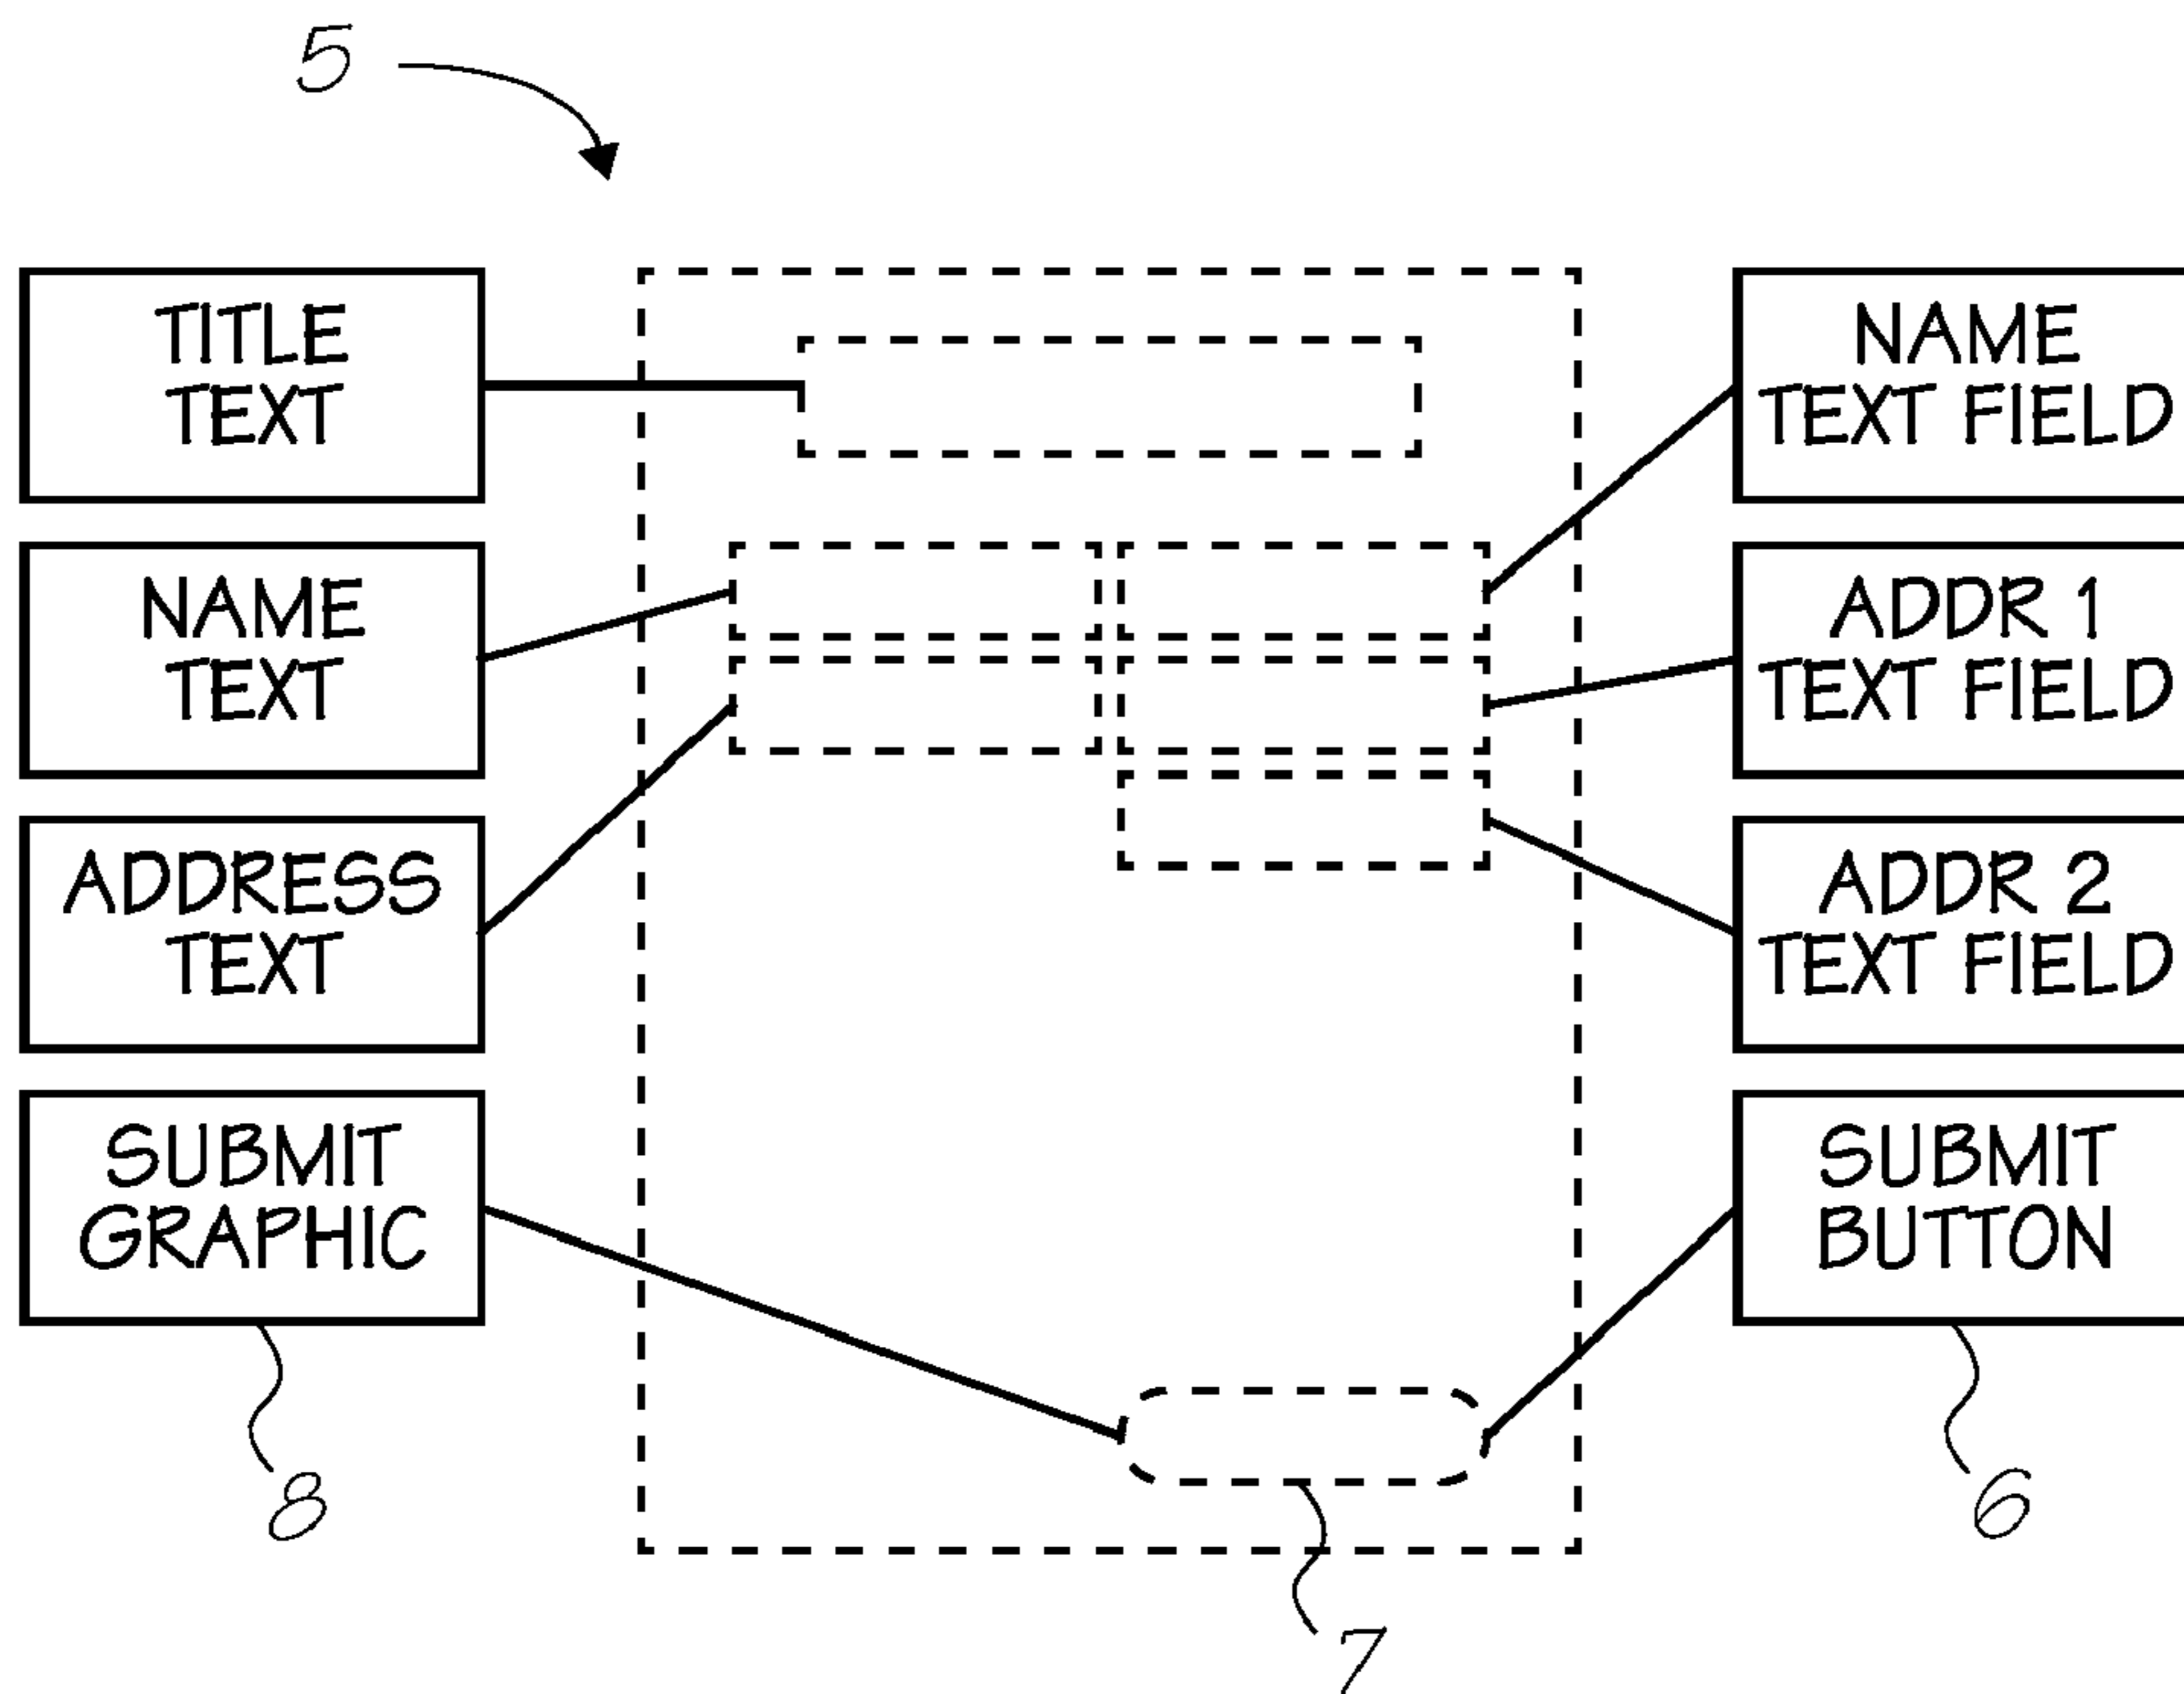 5
TITLE
TEXT
NAME
TEXT
ADDRESS
TEXT
SUBMIT
GRAPHIC
8
NAME
TEXT FIELD
ADDR 1
TEXT FIELD
ADDR 2
TEXT FIELD
SUBMIT
BUTTON
6
7